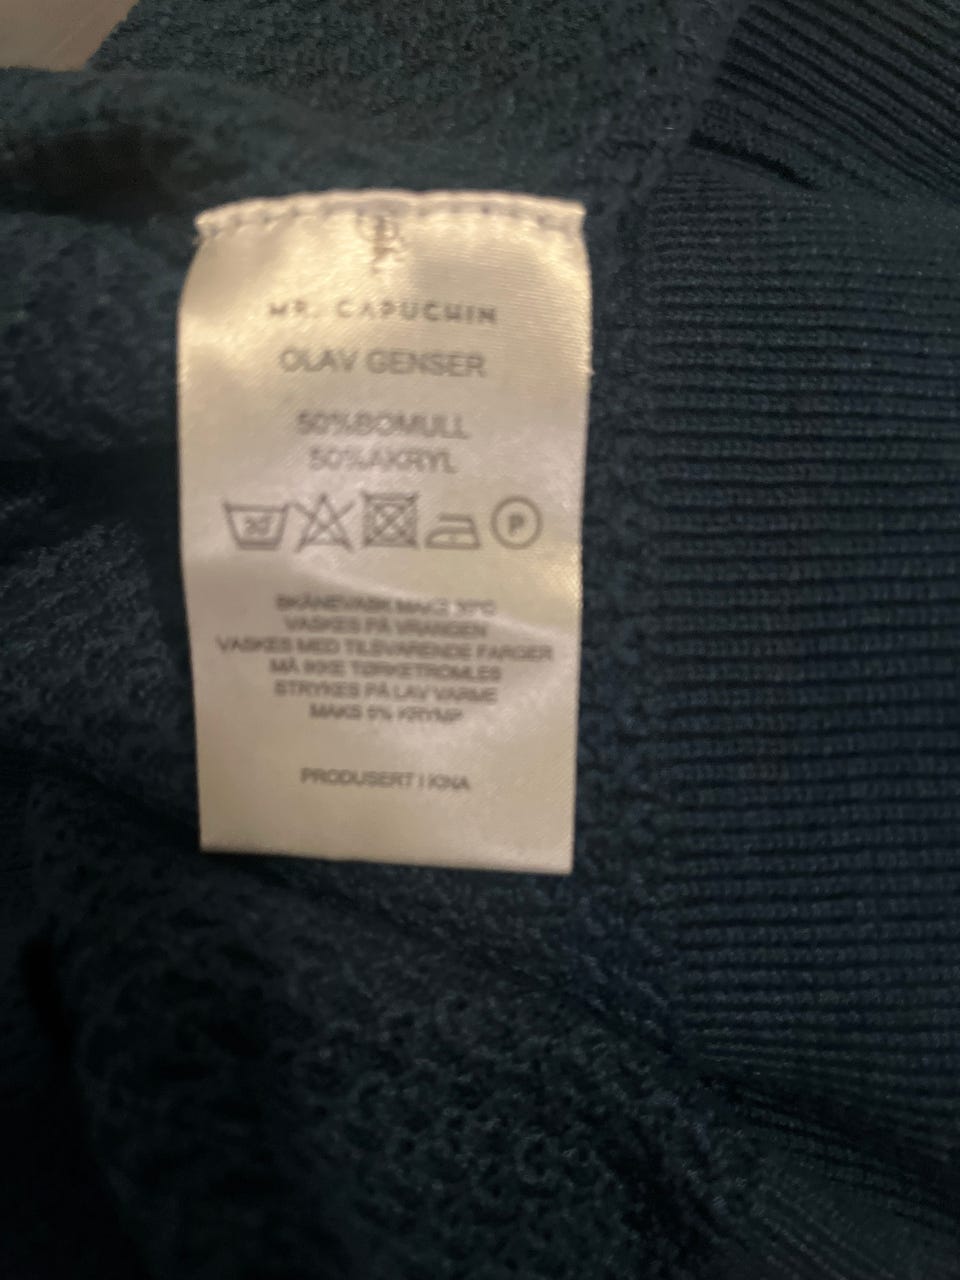 MR. CAPUCHIN
OLAV GENSER
50%BOMULL
50%AKRYL
30
P
SKÅNEVASK MAKS 30°C
VASKES PÅ VRANGEN
VASKES MED TILSVARENDE FARGER
MÅ IKKE TØRKETROMLES
STRYKES PÅ LAV VARME
MAKS 5% KRYMP
PRODUSERT I KINA